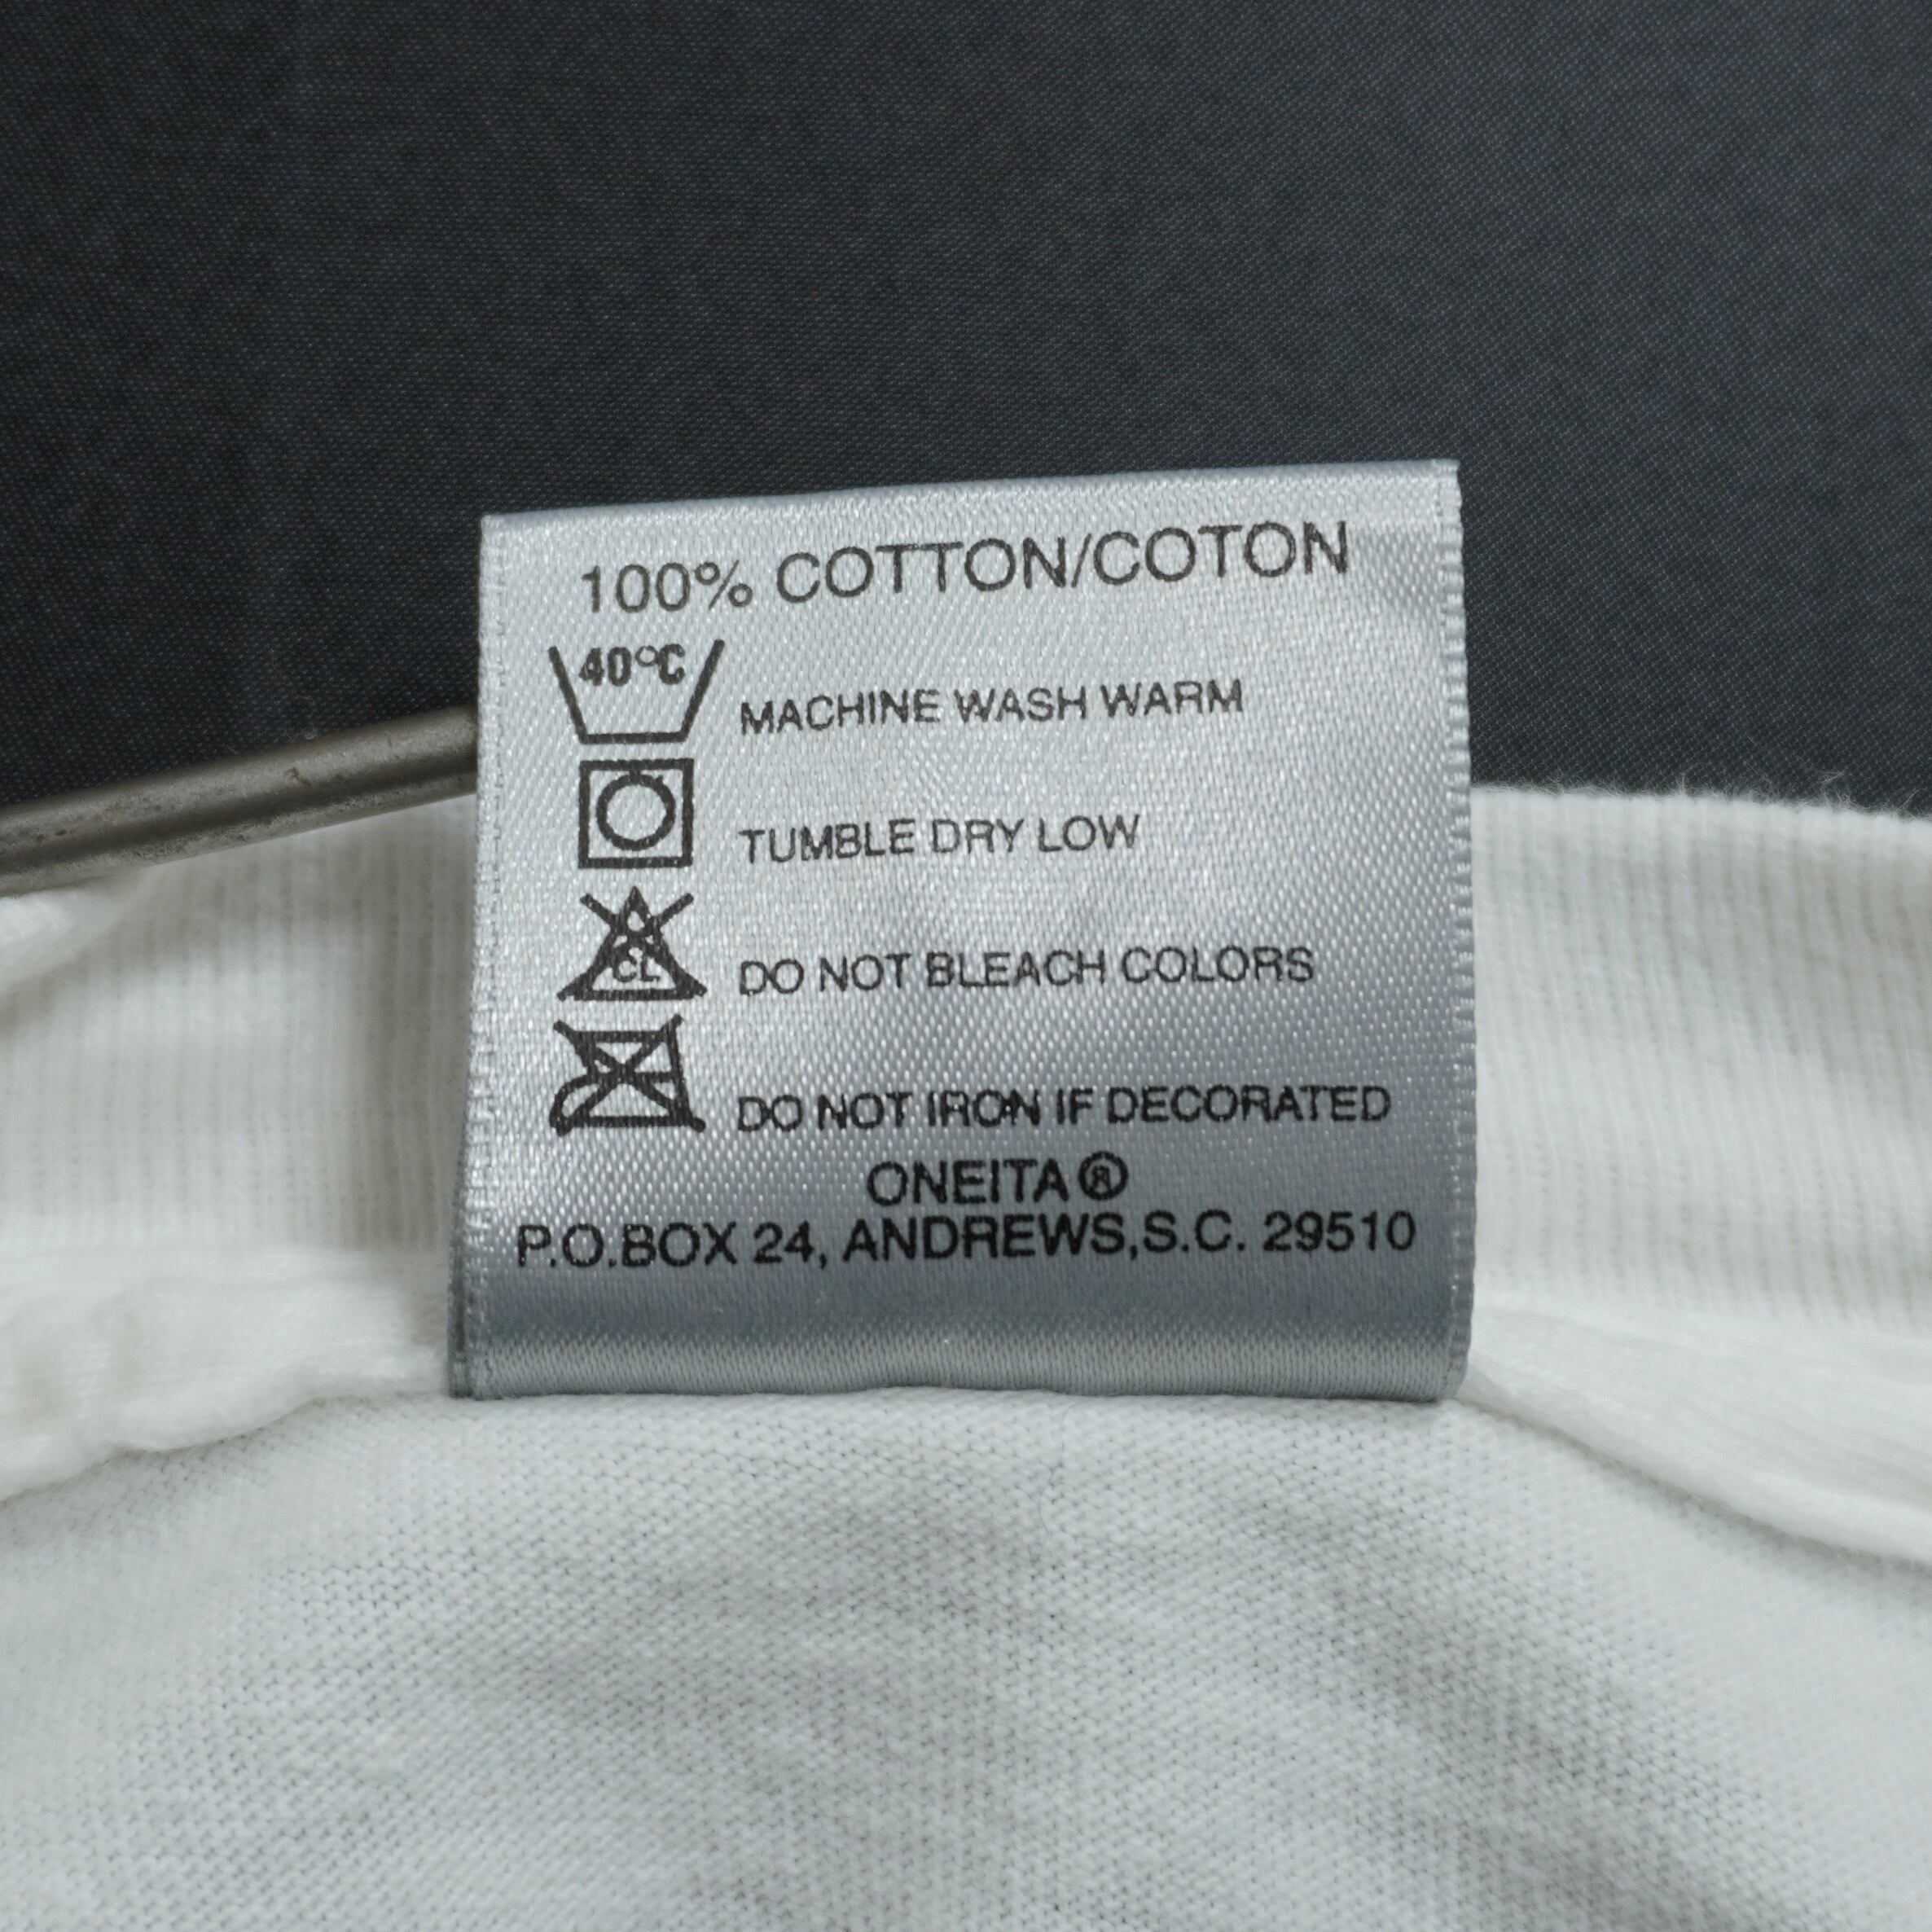 100% COTTON/COTON
40°C
MACHINE WASH WARM
TUMBLE DRY LOW
CL
DO NOT BLEACH COLORS
DO NOT IRON IF DECORATED
ONEITA®
P.O.BOX 24, ANDREWS,S.C. 29510